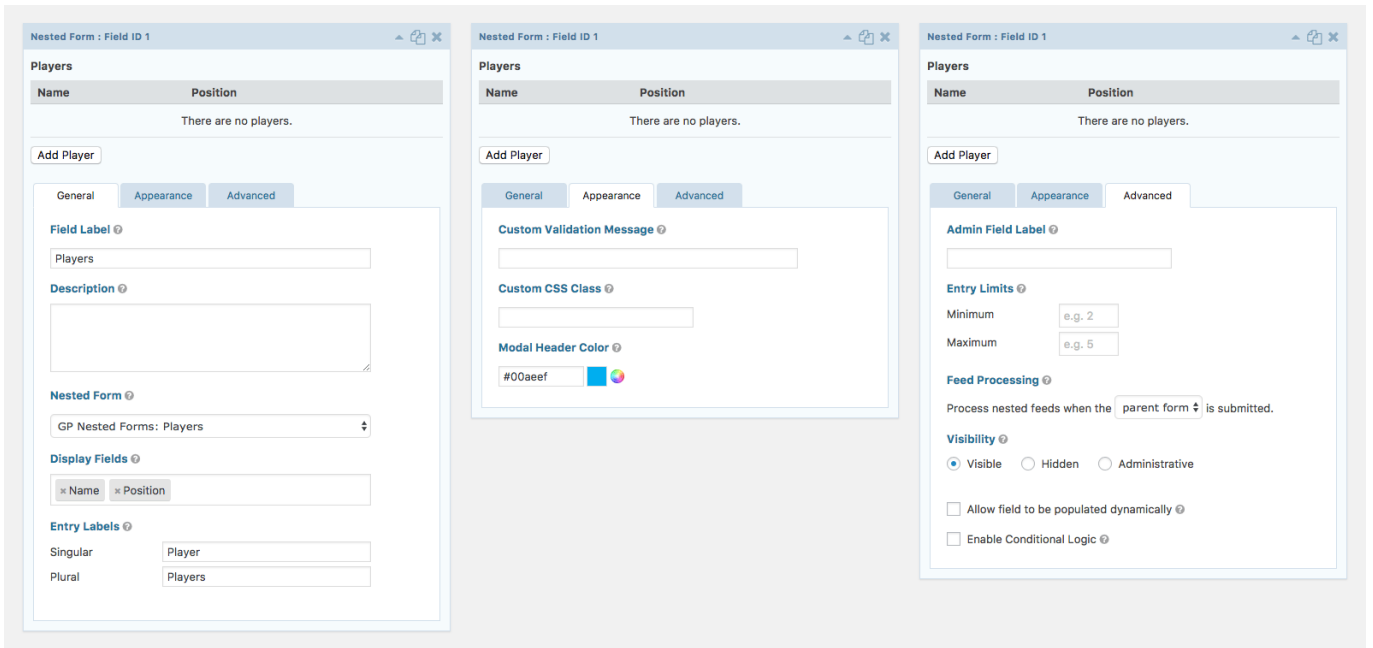 Nested Form : Field ID 1
Players
Name Position
There are no players.
Add Player
General Appearance Advanced
Field Label
Players
Description
Nested Form
GP Nested Forms: Players
Display Fields
× Name × Position
Entry Labels
Singular Player
Plural Players
Nested Form : Field ID 1
Players
Name Position
There are no players.
Add Player
General Appearance Advanced
Custom Validation Message
Custom CSS Class
Modal Header Color
#00aeef
Nested Form : Field ID 1
Players
Name Position
There are no players.
Add Player
General Appearance Advanced
Admin Field Label
Entry Limits
Minimum e.g. 2
Maximum e.g. 5
Feed Processing
Process nested feeds when the parent form is submitted.
Visibility
Visible Hidden Administrative
Allow field to be populated dynamically
Enable Conditional Logic